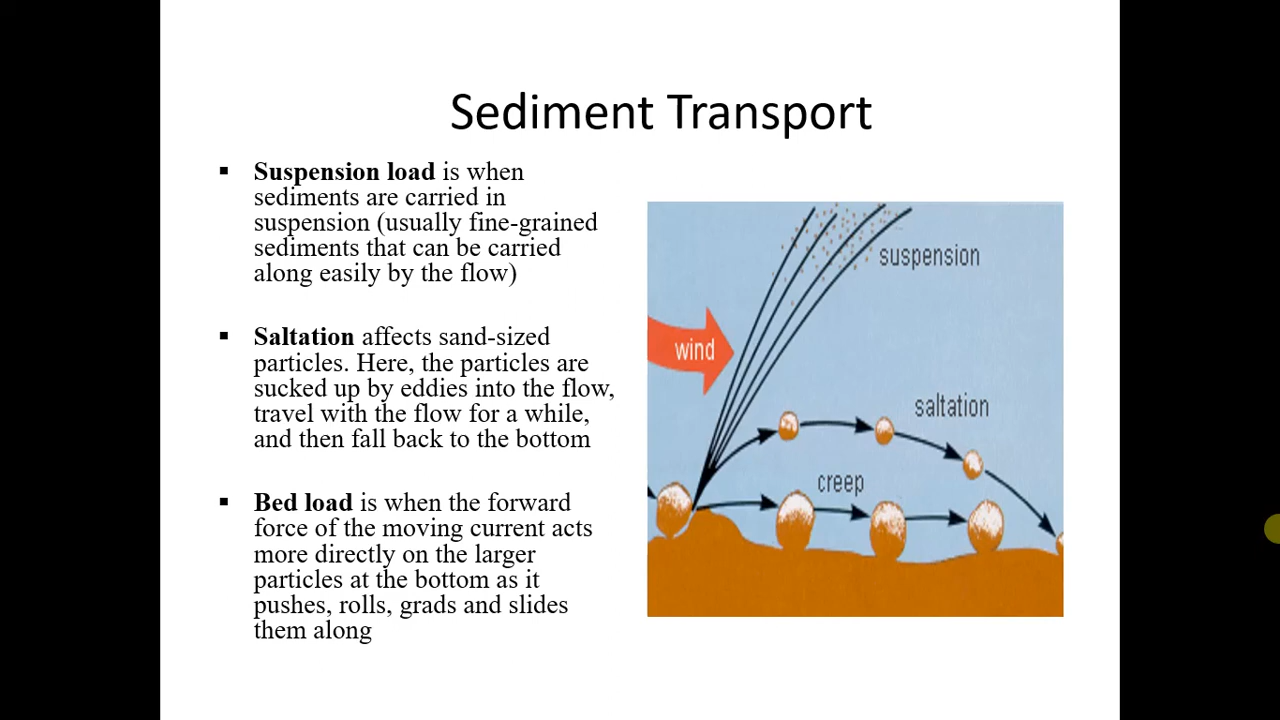 Sediment Transport
▪ Suspension load is when
sediments are carried in
suspension (usually fine-grained
sediments that can be carried
along easily by the flow)
▪ Saltation affects sand-sized
particles. Here, the particles are
sucked up by eddies into the flow,
travel with the flow for a while,
and then fall back to the bottom
▪ Bed load is when the forward
force of the moving current acts
more directly on the larger
particles at the bottom as it
pushes, rolls, grads and slides
them along
suspension
wind
saltation
creep